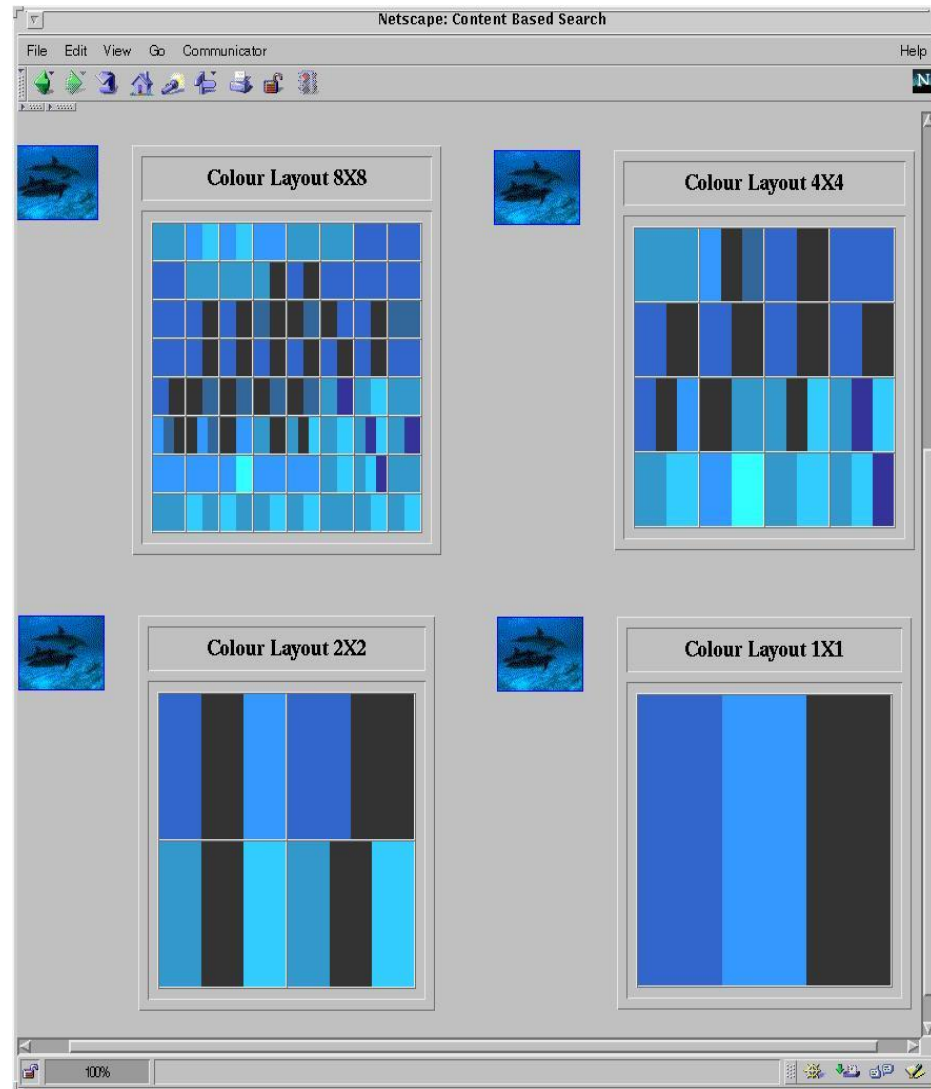 Netscape: Content Based Search
File Edit View Go Communicator Help
N
Colour Layout 8X8
Colour Layout 4X4
Colour Layout 2X2
Colour Layout 1X1
100%